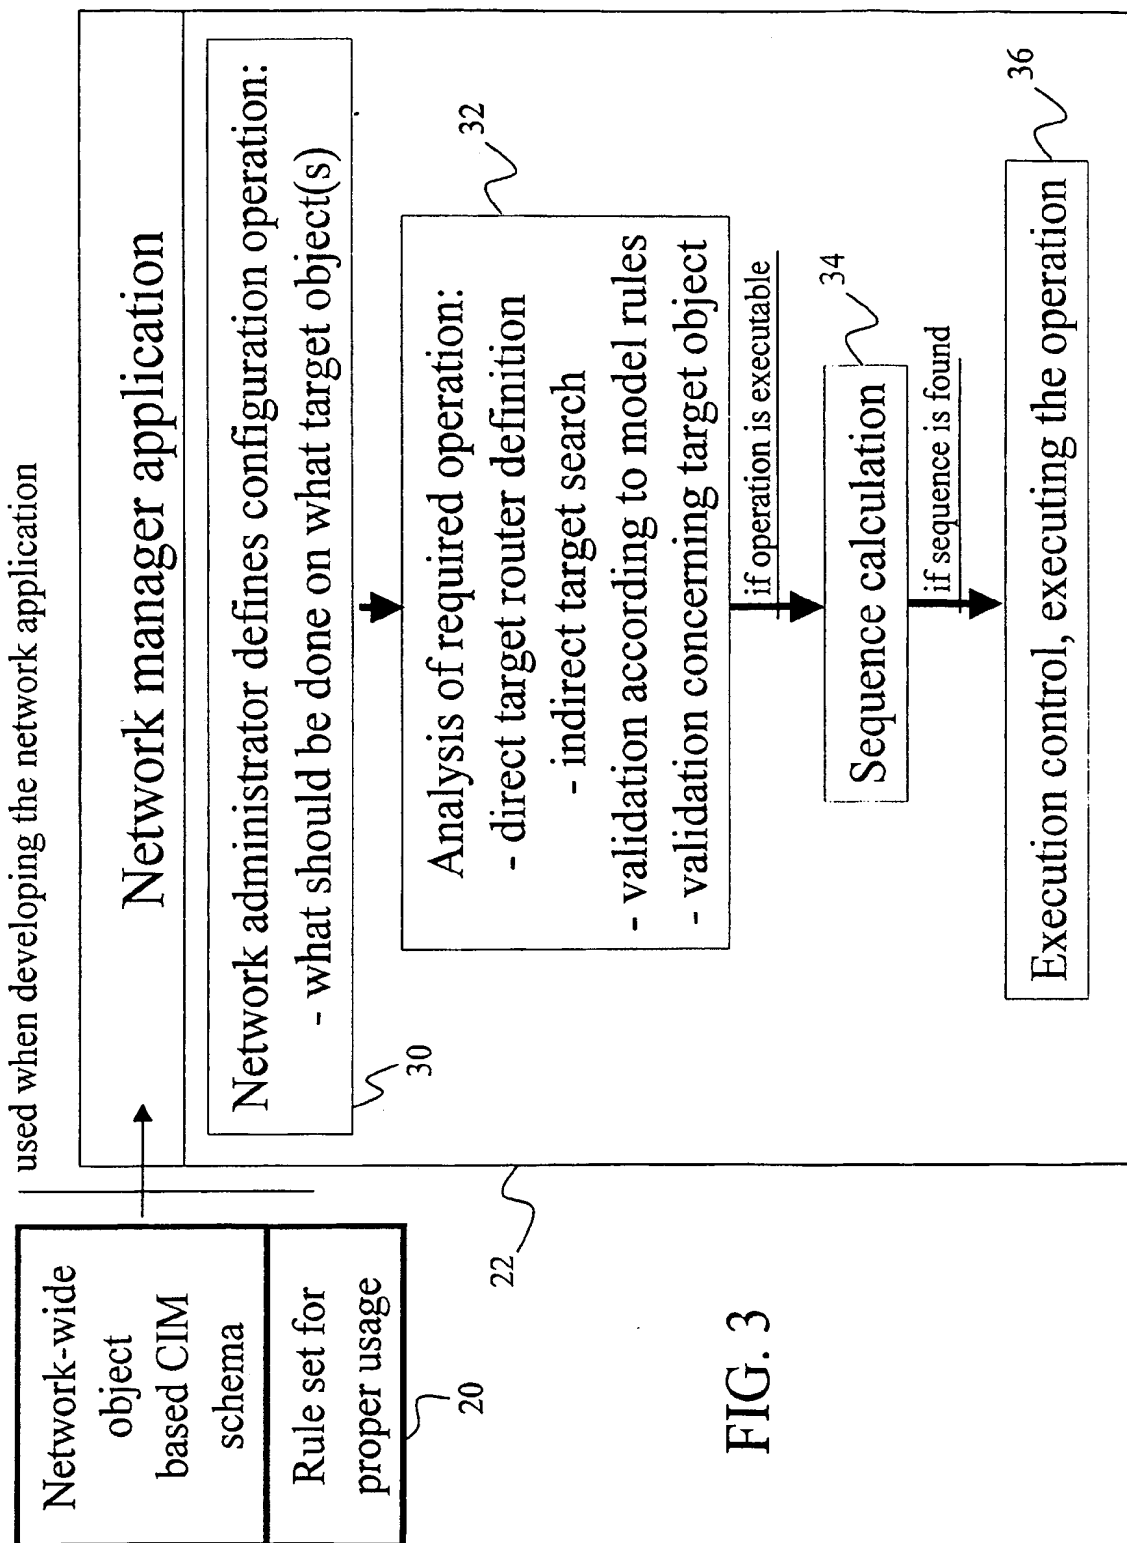 used when developing the network application
Network-wide
object
based CIM
schema
Rule set for
proper usage
20
Network manager application
22
Network administrator defines configuration operation:
- what should be done on what target object(s)
30
Analysis of required operation:
- direct target router definition
- indirect target search
- validation according to model rules
- validation concerning target object
32
if operation is executable
Sequence calculation
34
if sequence is found
Execution control, executing the operation
36
FIG. 3